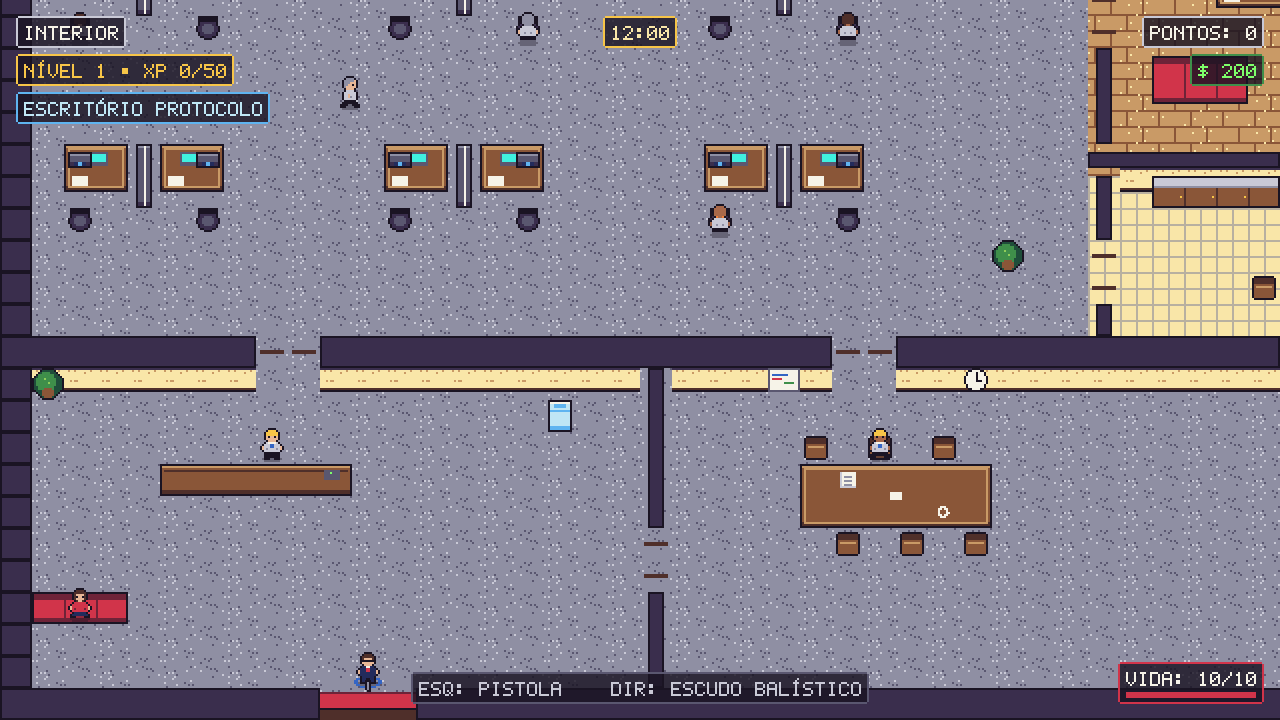 INTERIOR
12:00
PONTOS: 0
NÍVEL 1 ▪ XP 0/50
$ 200
ESCRITÓRIO PROTOCOLO
ESQ: PISTOLA DIR: ESCUDO BALÍSTICO
VIDA: 10/10